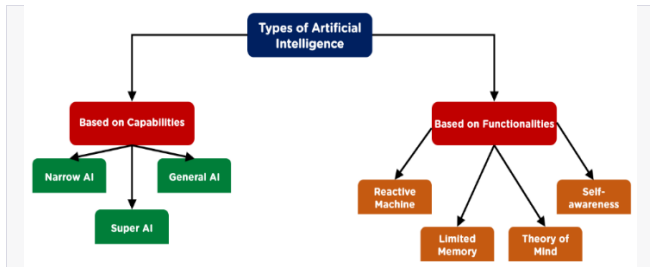 Types of Artificial
Intelligence
Based on Capabilities
Based on Functionalities
Narrow AI
General AI
Super AI
Reactive
Machine
Self-
awareness
Limited
Memory
Theory of
Mind